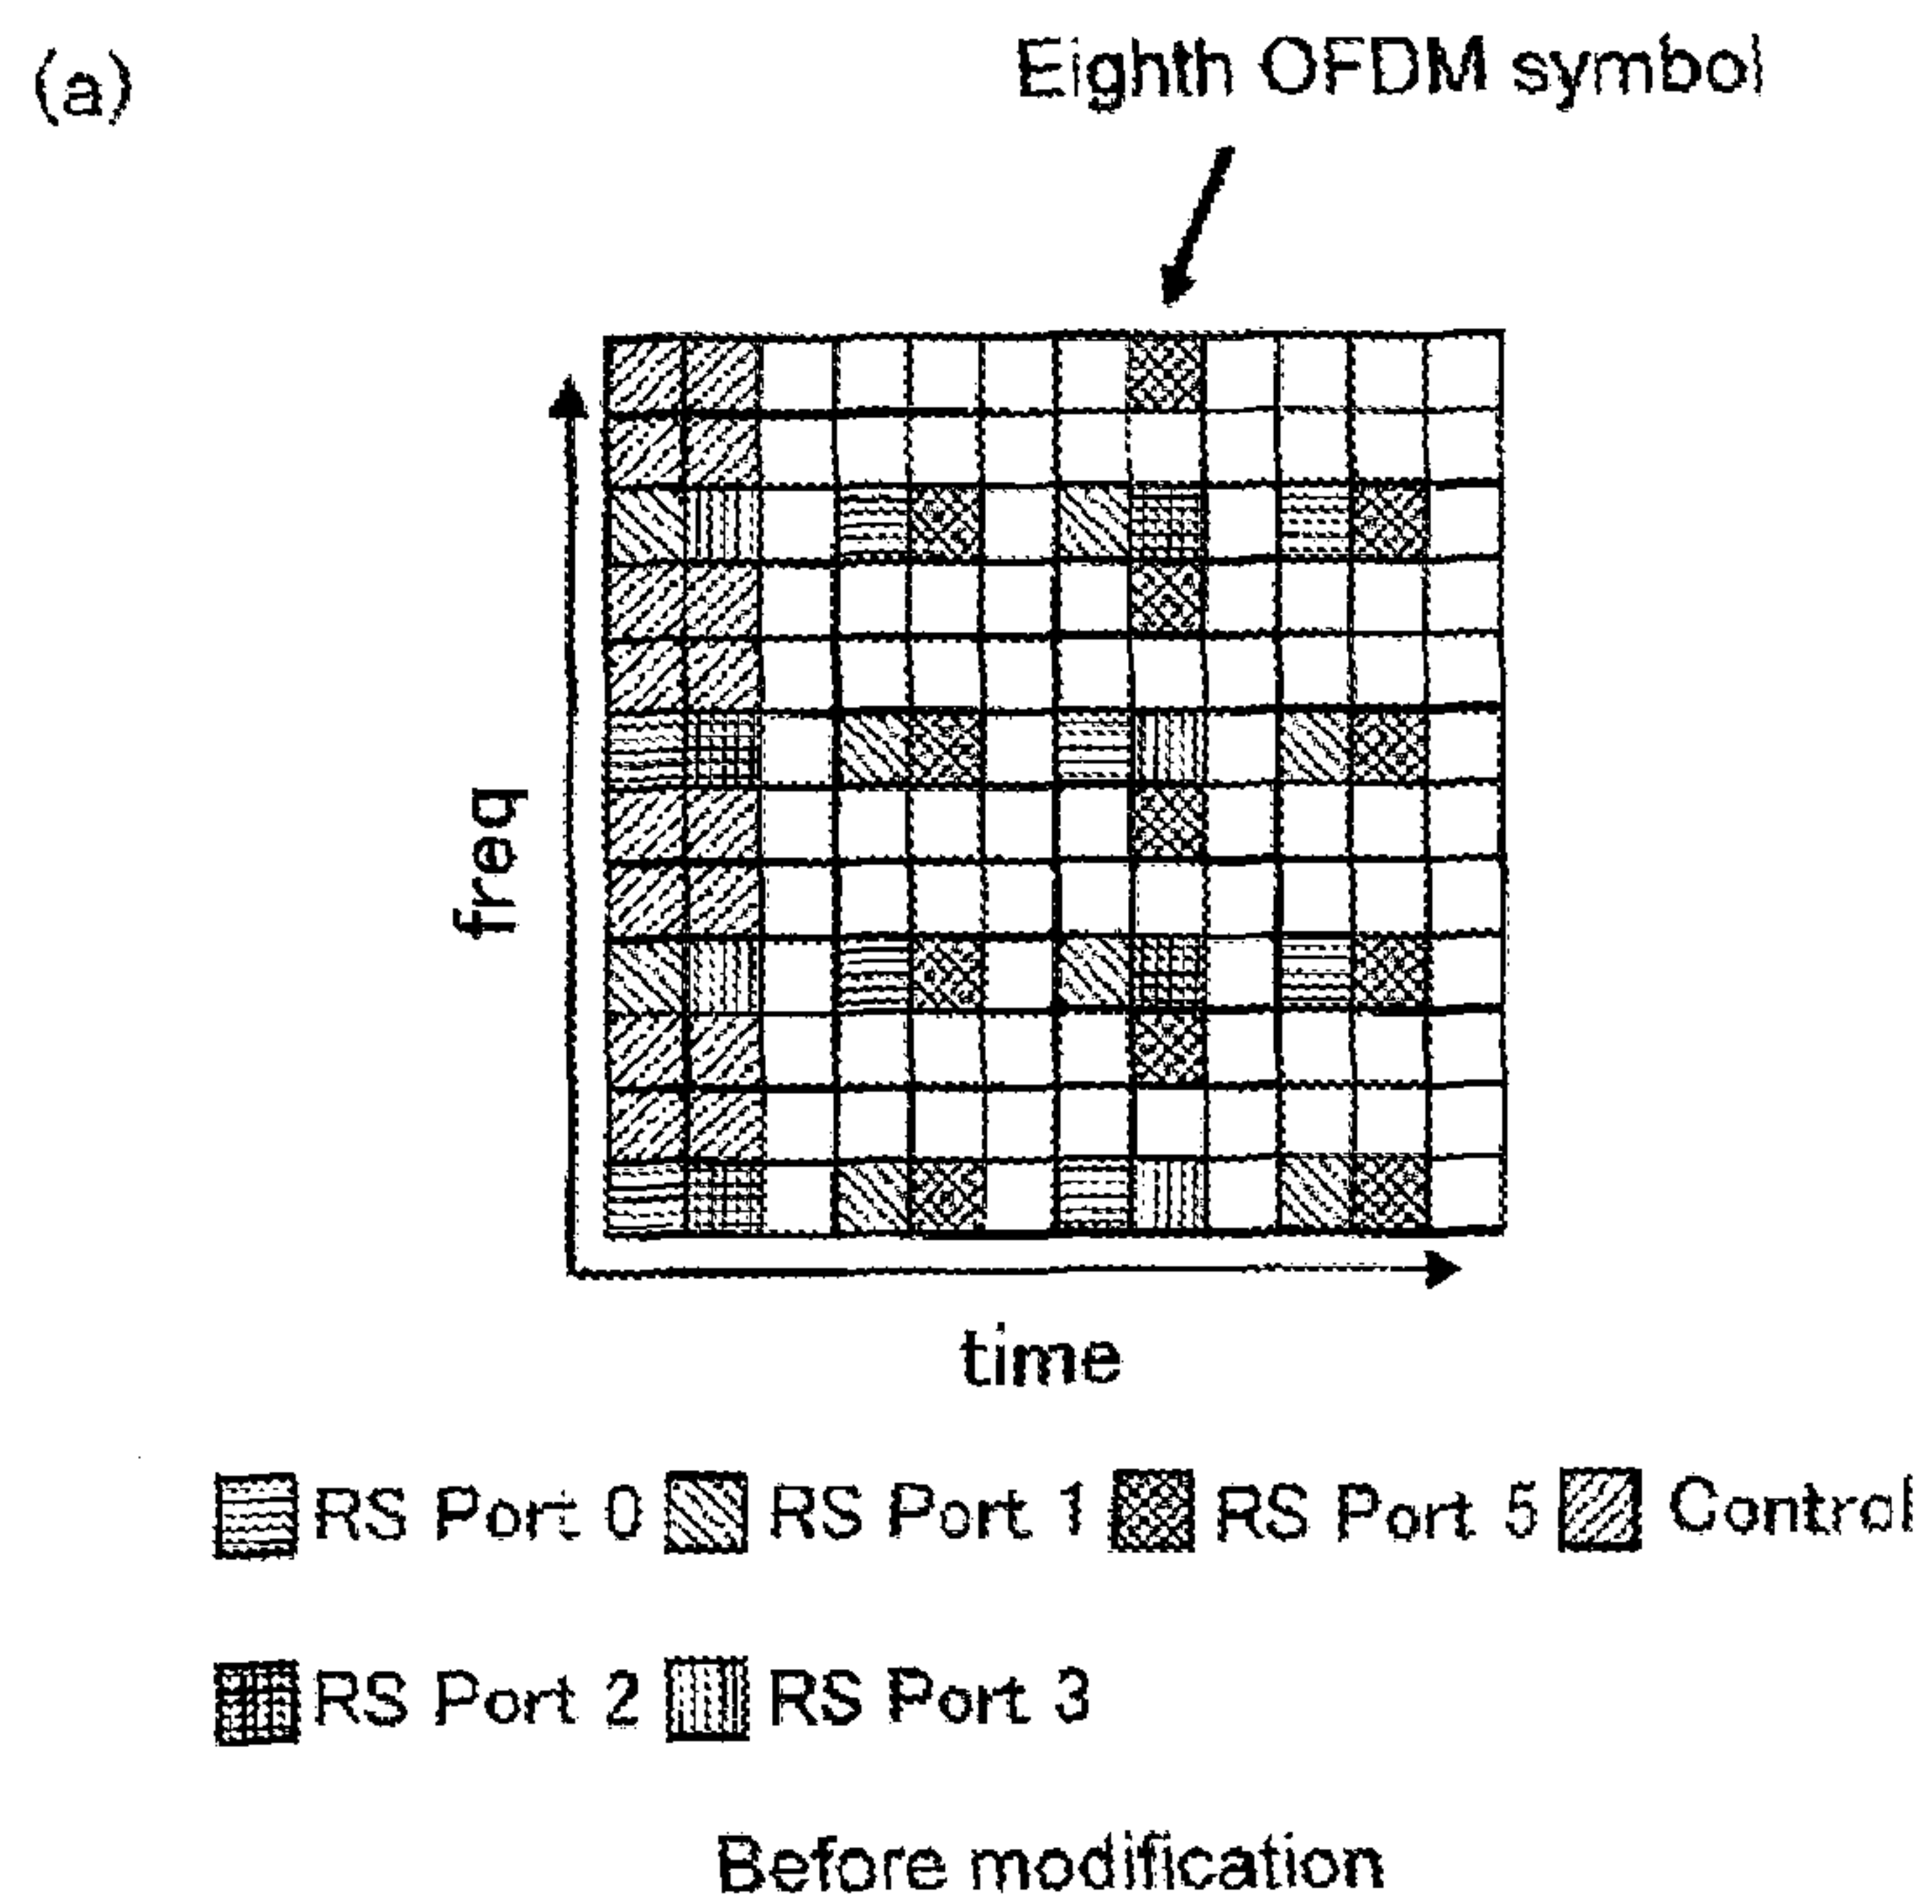 (a)
Eighth OFDM symbol
freq
time
RS Port 0 RS Port 1 RS Port 5 Control
RS Port 2 RS Port 3
Before modification